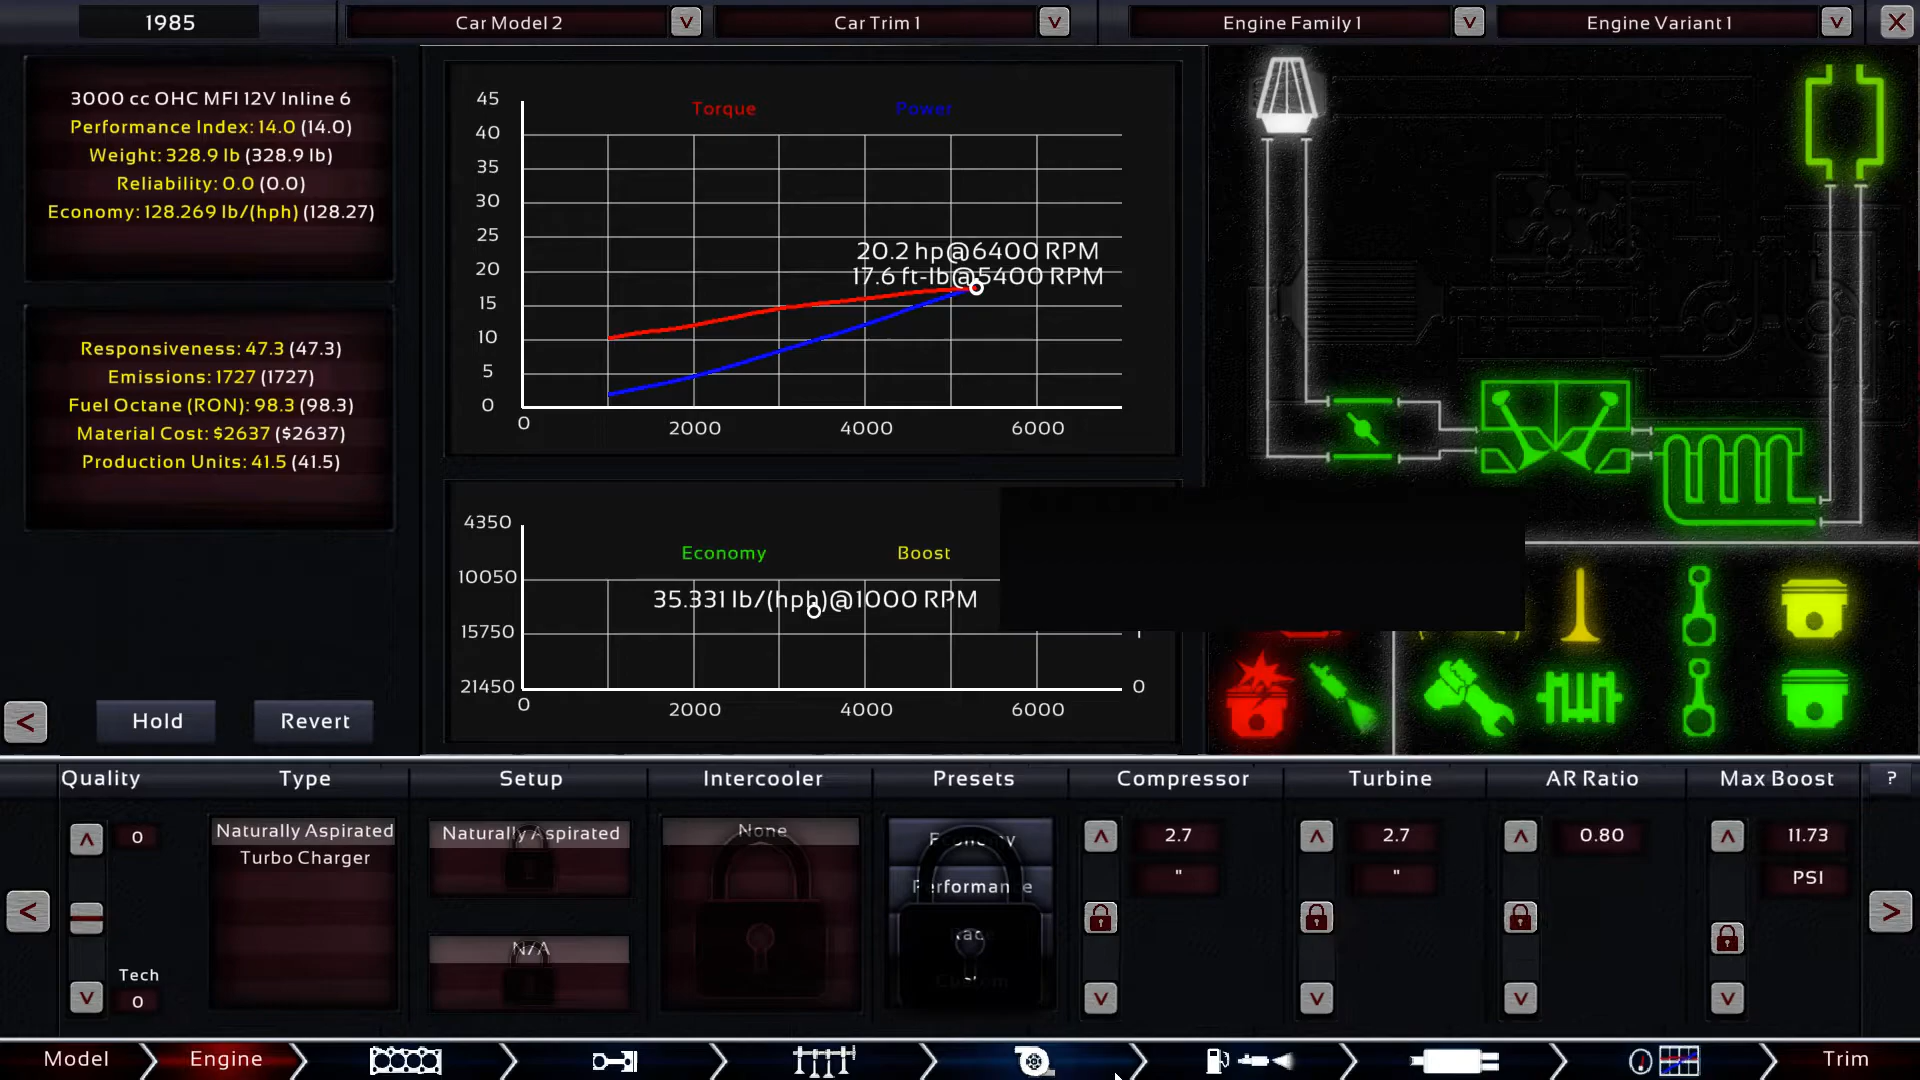 1985
Car Model 2
Car Trim 1
Engine Family 1
Engine Variant 1
3000 cc OHC MFI 12V Inline 6
Performance Index: 14.0 (14.0)
Weight: 328.9 lb (328.9 lb)
Reliability: 0.0 (0.0)
Economy: 128.269 lb/(hph) (128.27)
Responsiveness: 47.3 (47.3)
Emissions: 1727 (1727)
Fuel Octane (RON): 98.3 (98.3)
Material Cost: $2637 ($2637)
Production Units: 41.5 (41.5)
Hold
Revert
45
40
35
30
25
20
15
10
5
0
Torque
Power
20.2 hp@6400 RPM
17.6 ft-lb@5400 RPM
0
2000
4000
6000
4350
10050
15750
21450
Economy
Boost
35.331 lb/(hph)@1000 RPM
1
0
0
2000
4000
6000
Quality
Type
Setup
Intercooler
Presets
Compressor
Turbine
AR Ratio
Max Boost
?
0
Tech
0
Naturally Aspirated
Turbo Charger
Naturally Aspirated
N/A
None
Economy
Performance
Race
Custom
2.7
"
2.7
"
0.80
11.73
PSI
Model
Engine
Trim